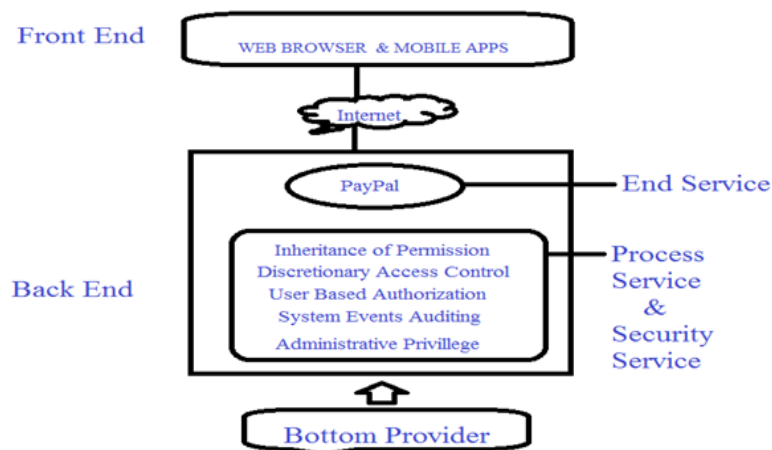 Front End
WEB BROWSER & MOBILE APPS
Internet
PayPal
End Service
Back End
Inheritance of Permission
Discretionary Access Control
User Based Authorization
System Events Auditing
Administrative Privillege
Process
Service
&
Security
Service
Bottom Provider